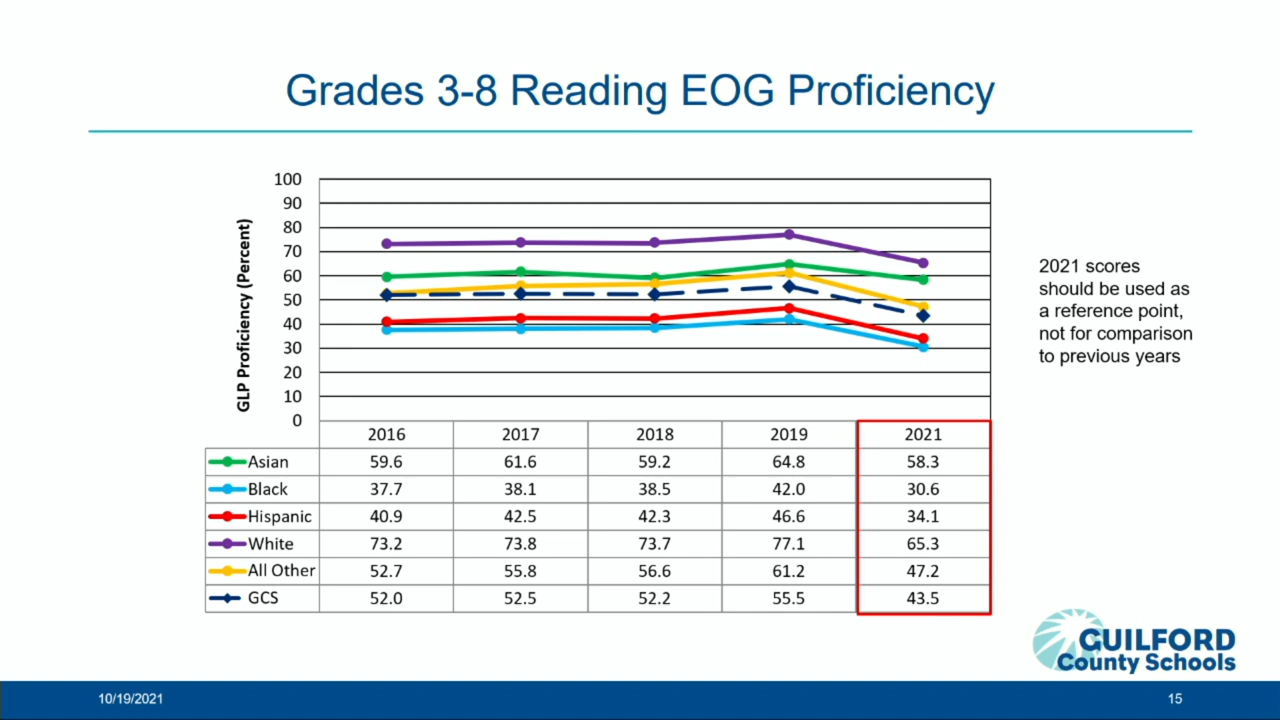 Grades 3-8 Reading EOG Proficiency
GLP Proficiency (Percent)
100
90
80
70
60
50
40
30
20
10
0
2016 2017 2018 2019 2021
Asian 59.6 61.6 59.2 64.8 58.3
Black 37.7 38.1 38.5 42.0 30.6
Hispanic 40.9 42.5 42.3 46.6 34.1
White 73.2 73.8 73.7 77.1 65.3
All Other 52.7 55.8 56.6 61.2 47.2
GCS 52.0 52.5 52.2 55.5 43.5
2021 scores
should be used as
a reference point,
not for comparison
to previous years
GUILFORD
County Schools
10/19/2021
15